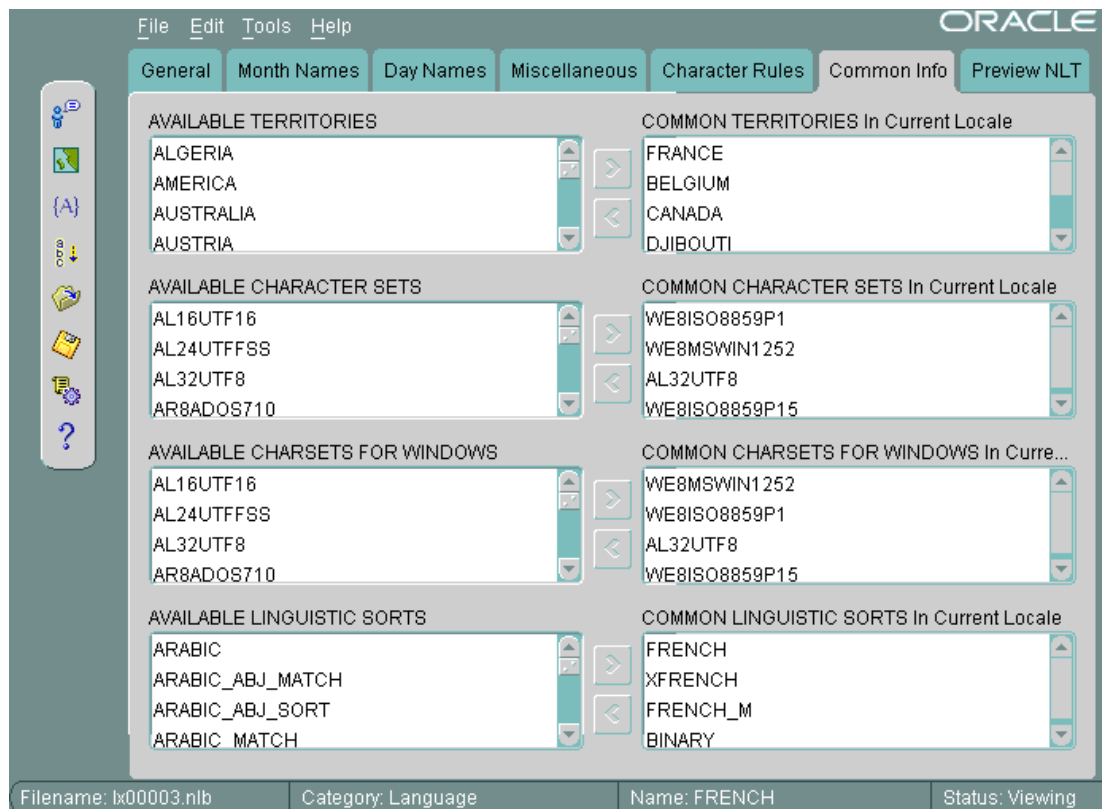 File Edit Tools Help
ORACLE
General Month Names Day Names Miscellaneous Character Rules Common Info Preview NLT
AVAILABLE TERRITORIES
ALGERIA
AMERICA
AUSTRALIA
AUSTRIA
COMMON TERRITORIES In Current Locale
FRANCE
BELGIUM
CANADA
DJIBOUTI
{A}
a
b
c
AVAILABLE CHARACTER SETS
AL16UTF16
AL24UTFFSS
AL32UTF8
AR8ADOS710
COMMON CHARACTER SETS In Current Locale
WE8ISO8859P1
WE8MSWIN1252
AL32UTF8
WE8ISO8859P15
?
AVAILABLE CHARSETS FOR WINDOWS
AL16UTF16
AL24UTFFSS
AL32UTF8
AR8ADOS710
COMMON CHARSETS FOR WINDOWS In Curre...
WE8MSWIN1252
WE8ISO8859P1
AL32UTF8
WE8ISO8859P15
AVAILABLE LINGUISTIC SORTS
ARABIC
ARABIC_ABJ_MATCH
ARABIC_ABJ_SORT
ARABIC_MATCH
COMMON LINGUISTIC SORTS In Current Locale
FRENCH
XFRENCH
FRENCH_M
BINARY
Filename: lx00003.nlb Category: Language Name: FRENCH Status: Viewing